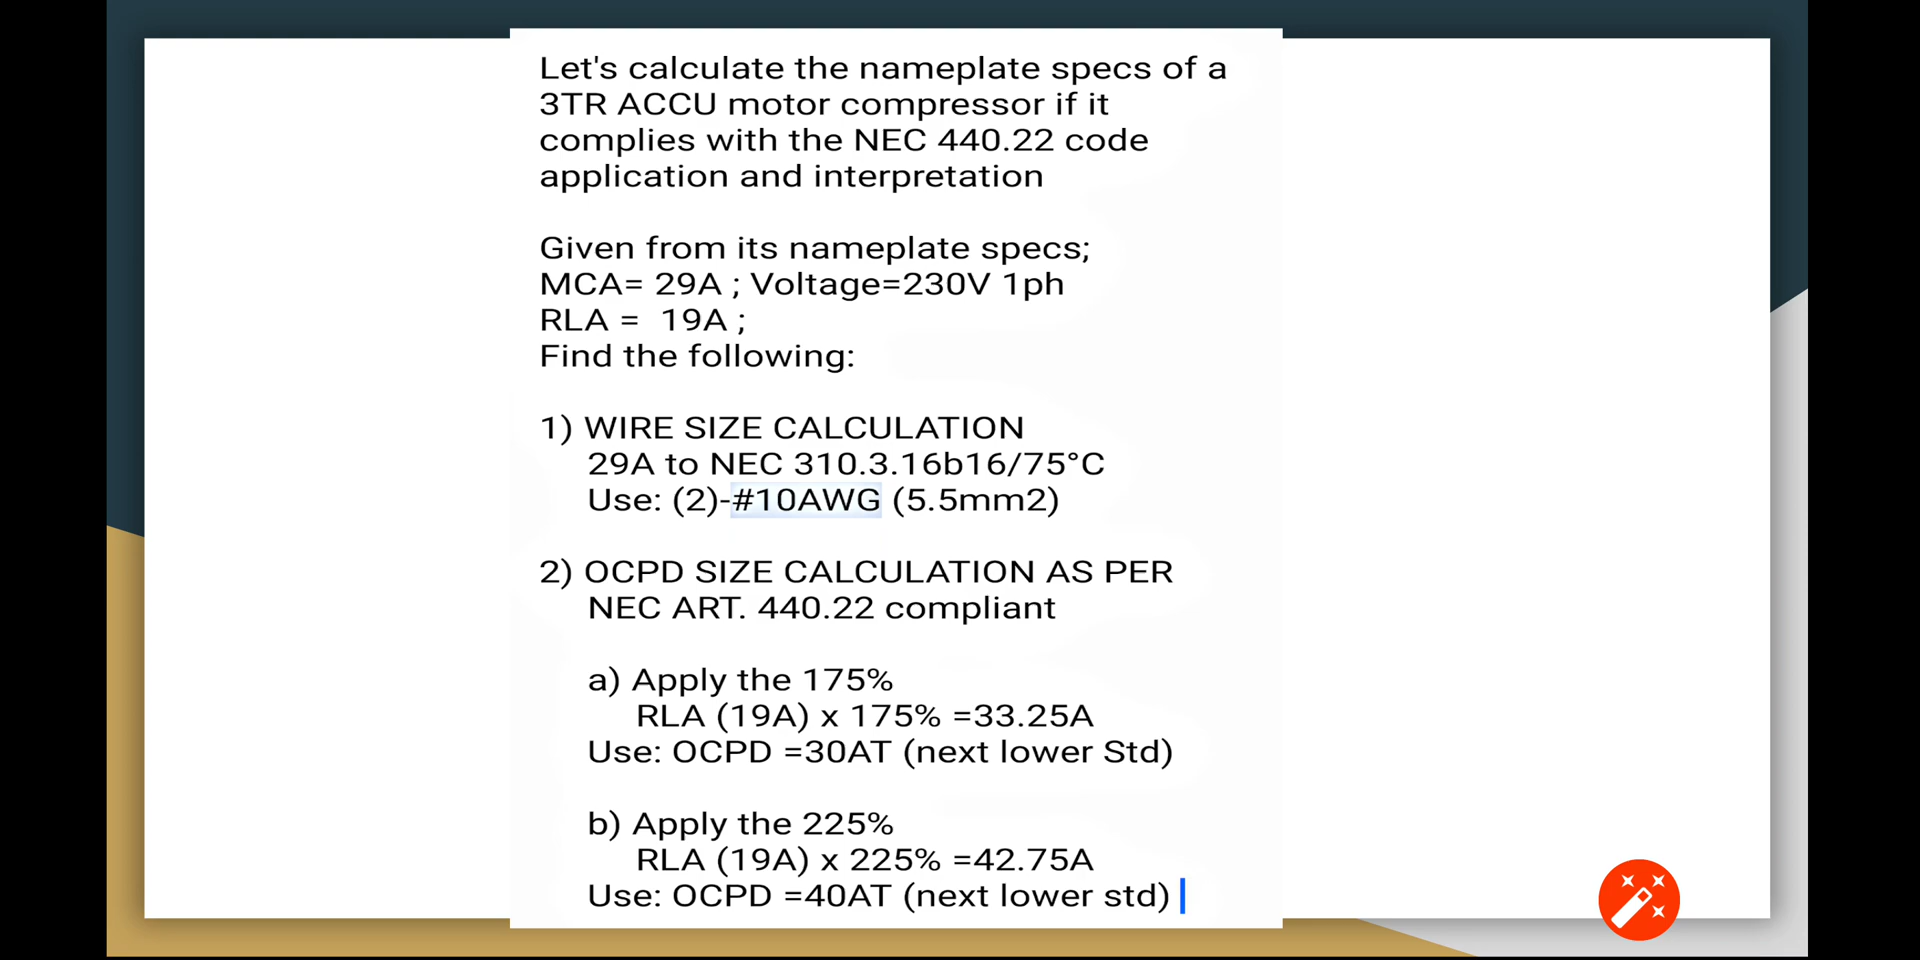 Let's calculate the nameplate specs of a
3TR ACCU motor compressor if it
complies with the NEC 440.22 code
application and interpretation
Given from its nameplate specs;
MCA= 29A ; Voltage=230V 1ph
RLA =  19A ;
Find the following:
1) WIRE SIZE CALCULATION
29A to NEC 310.3.16b16/75°C
Use: (2)-#10AWG (5.5mm2)
2) OCPD SIZE CALCULATION AS PER
NEC ART. 440.22 compliant
a) Apply the 175%
RLA (19A) x 175% =33.25A
Use: OCPD =30AT (next lower Std)
b) Apply the 225%
RLA (19A) x 225% =42.75A
Use: OCPD =40AT (next lower std)